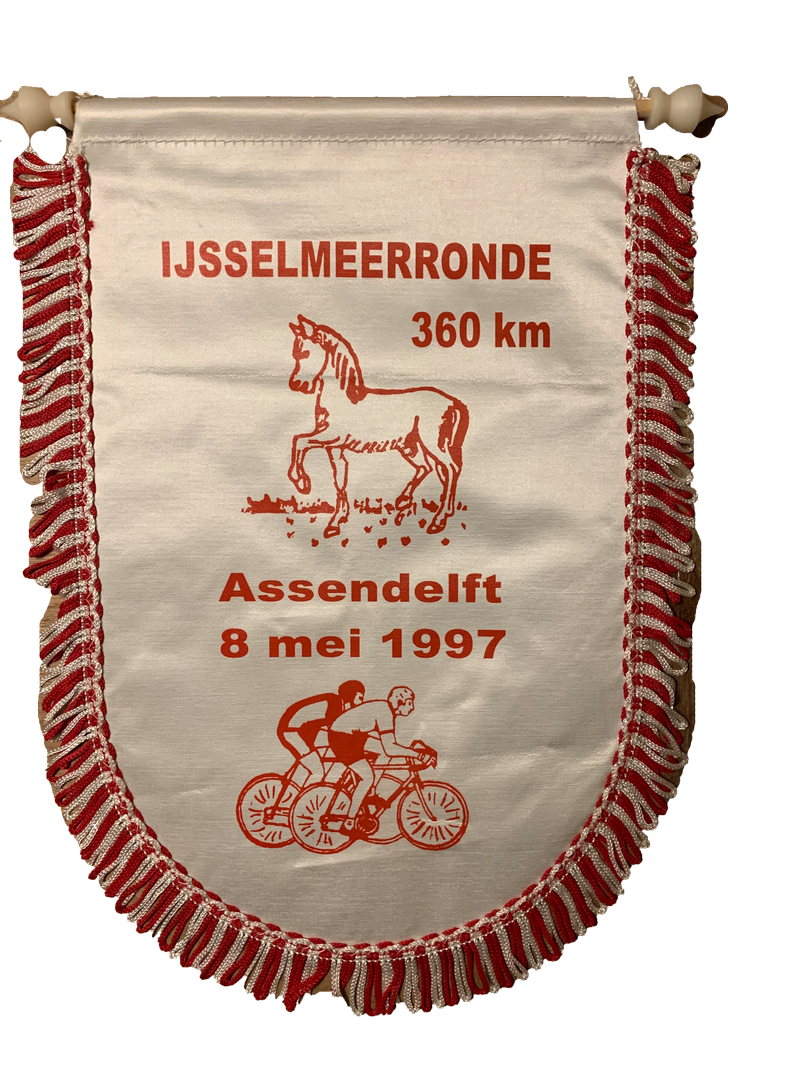 IJSSELMEERRONDE
360 km
Assendelft
8 mei 1997